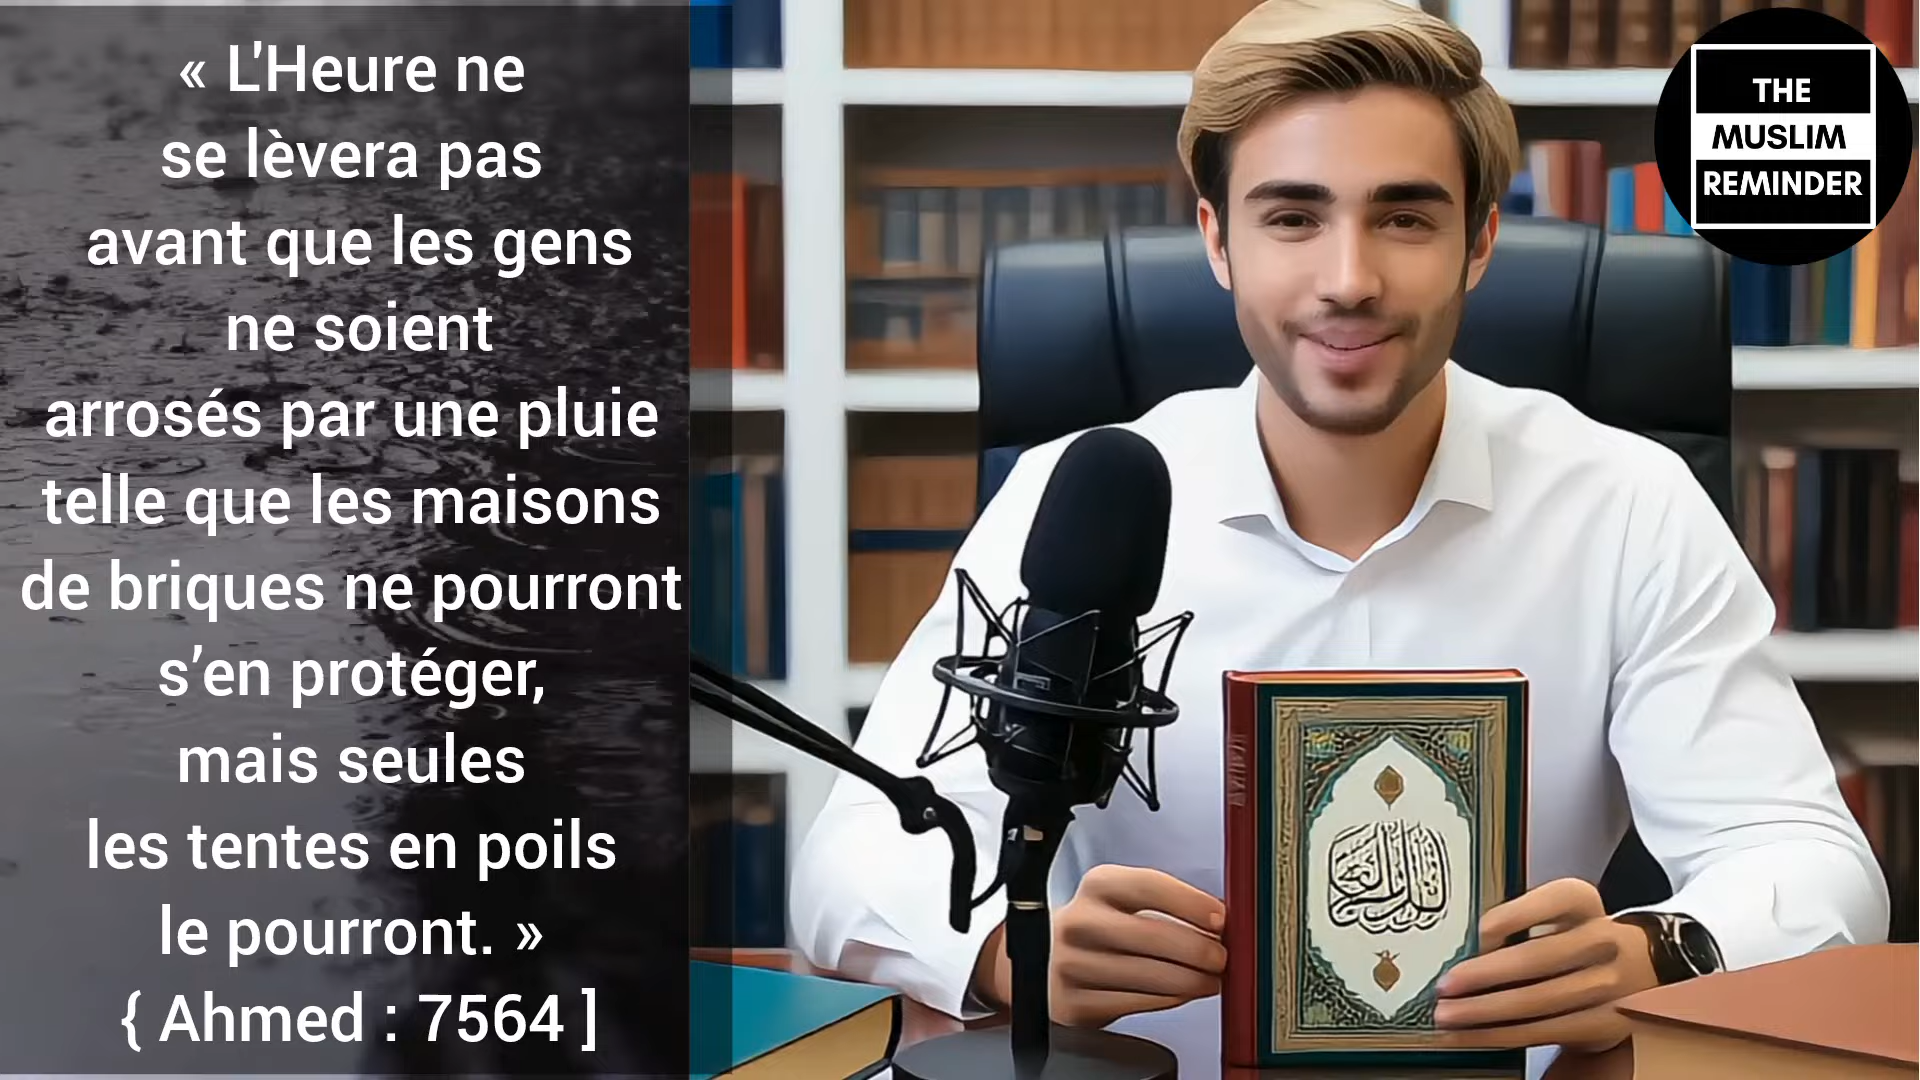 « L'Heure ne
se lèvera pas
avant que les gens
ne soient
arrosés par une pluie
telle que les maisons
de briques ne pourront
s’en protéger,
mais seules
les tentes en poils
le pourront. »
{ Ahmed : 7564 ]
THE
MUSLIM
REMINDER